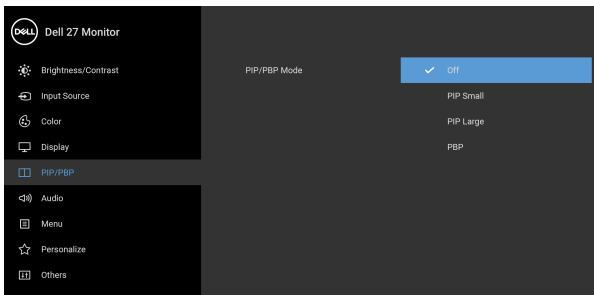 DELL Dell 27 Monitor
Brightness/Contrast PIP/PBP Mode Off
Input Source PIP Small
Color PIP Large
Display PBP
PIP/PBP
Audio
Menu
Personalize
Others